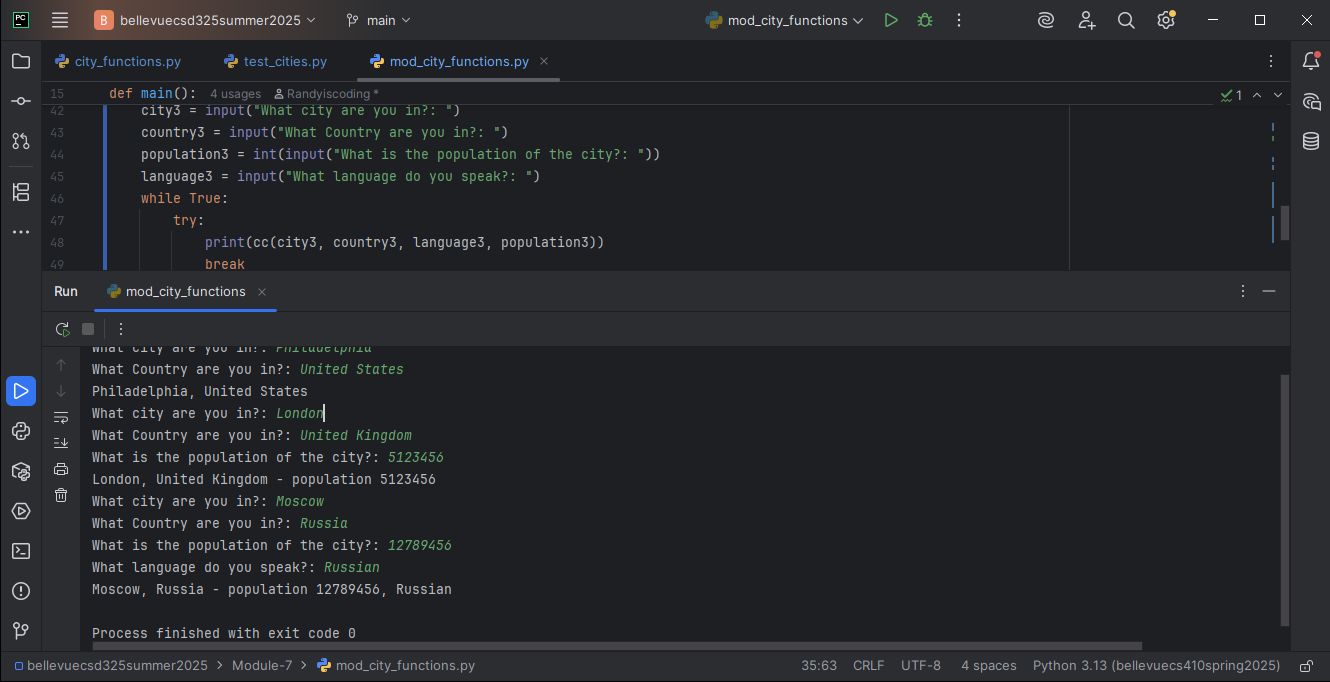 PC B bellevuecsd325summer2025 main mod_city_functions
city_functions.py test_cities.py mod_city_functions.py
15 def main(): 4 usages Randyiscoding * 1
42 city3 = input("What city are you in?: ")
43 country3 = input("What Country are you in?: ")
44 population3 = int(input("What is the population of the city?: "))
45 language3 = input("What language do you speak?: ")
46 while True:
47 try:
48 print(cc(city3, country3, language3, population3))
49 break
Run mod_city_functions
What city are you in?: Philadelphia
What Country are you in?: United States
Philadelphia, United States
What city are you in?: London
What Country are you in?: United Kingdom
What is the population of the city?: 5123456
London, United Kingdom - population 5123456
What city are you in?: Moscow
What Country are you in?: Russia
What is the population of the city?: 12789456
What language do you speak?: Russian
Moscow, Russia - population 12789456, Russian
Process finished with exit code 0
bellevuecsd325summer2025 > Module-7 > mod_city_functions.py 35:63 CRLF UTF-8 4 spaces Python 3.13 (bellevuecs410spring2025)